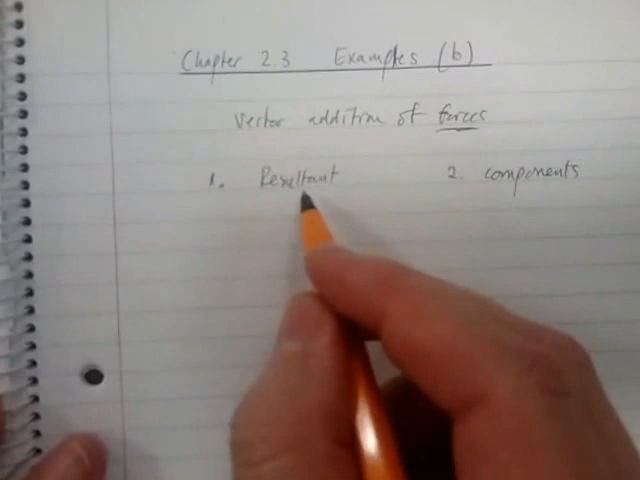 Chapter 2.3 Examples (b)
Vector addition of forces
1. Resultant 2. components